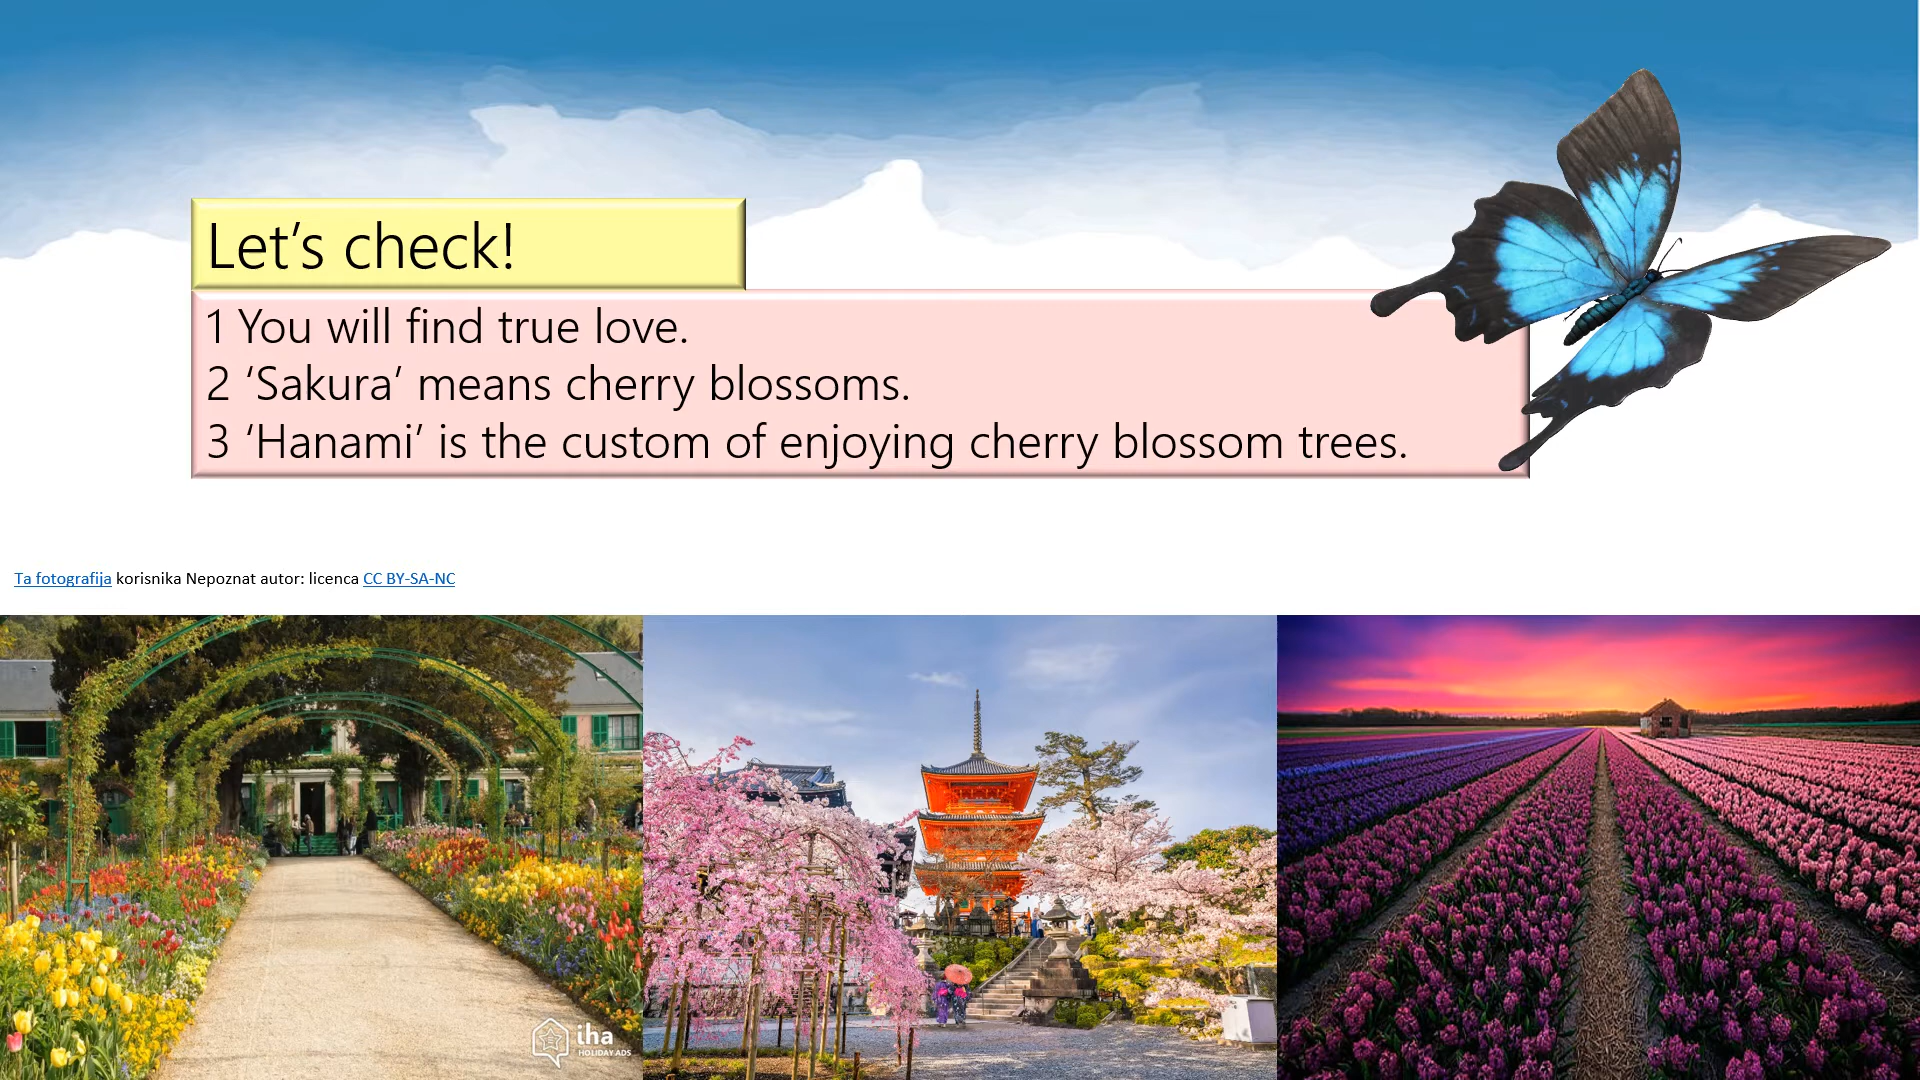 Let’s check!
1 You will find true love.
2 ‘Sakura’ means cherry blossoms.
3 ‘Hanami’ is the custom of enjoying cherry blossom trees.
Ta fotografija korisnika Nepoznat autor: licenca CC BY-SA-NC
iha
HOLIDAY ADS